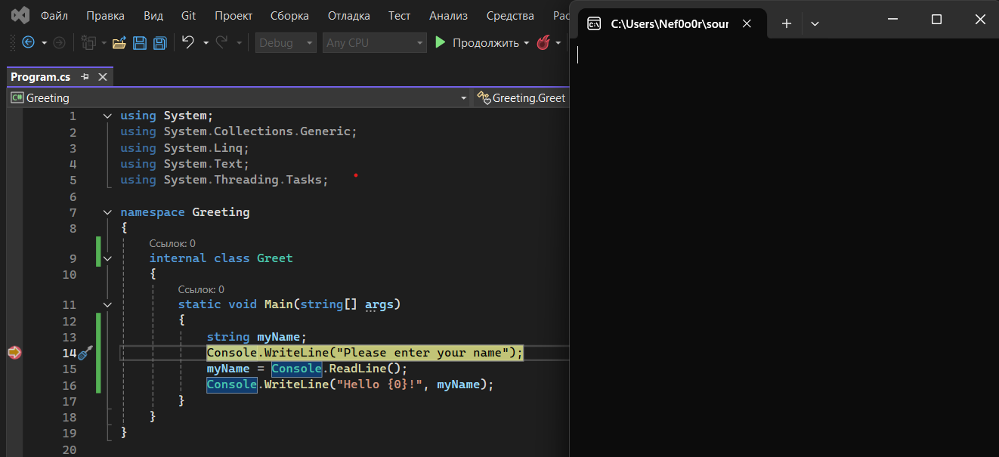 Файл Правка Вид Git Проект Сборка Отладка Тест Анализ Средства Рас
C:\Users\Nef0o0r\sour
Debug Any CPU Продолжить
Program.cs
C# Greeting Greeting.Greet
1 using System;
2 using System.Collections.Generic;
3 using System.Linq;
4 using System.Text;
5 using System.Threading.Tasks;
6
7 namespace Greeting
8 {
Ссылок: 0
9 internal class Greet
10 {
Ссылок: 0
11 static void Main(string[] args)
12 {
13 string myName;
14 Console.WriteLine("Please enter your name");
15 myName = Console.ReadLine();
16 Console.WriteLine("Hello {0}!", myName);
17 }
18 }
19 }
20